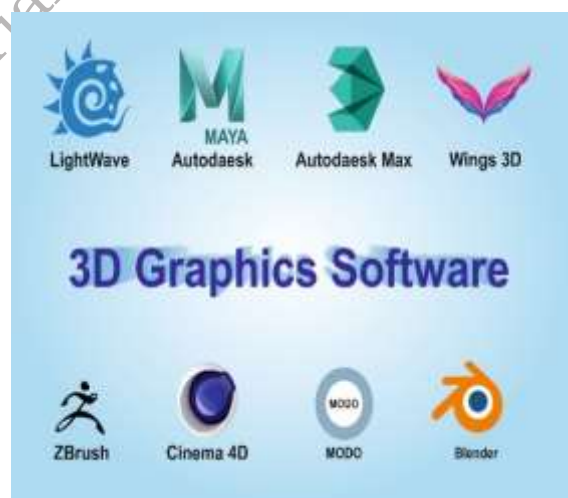 MAYA
LightWave Autodaesk Autodaesk Max Wings 3D
3D Graphics Software
MODO
ZBrush Cinema 4D MODO Blender